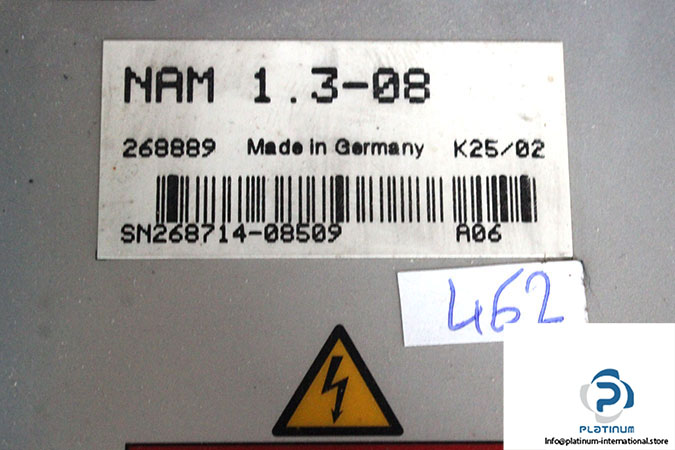 NAM 1.3-08
268889 Made in Germany K25/02
SN268714-08509 A06
462
PLATINUM
Info@platinum-international.store